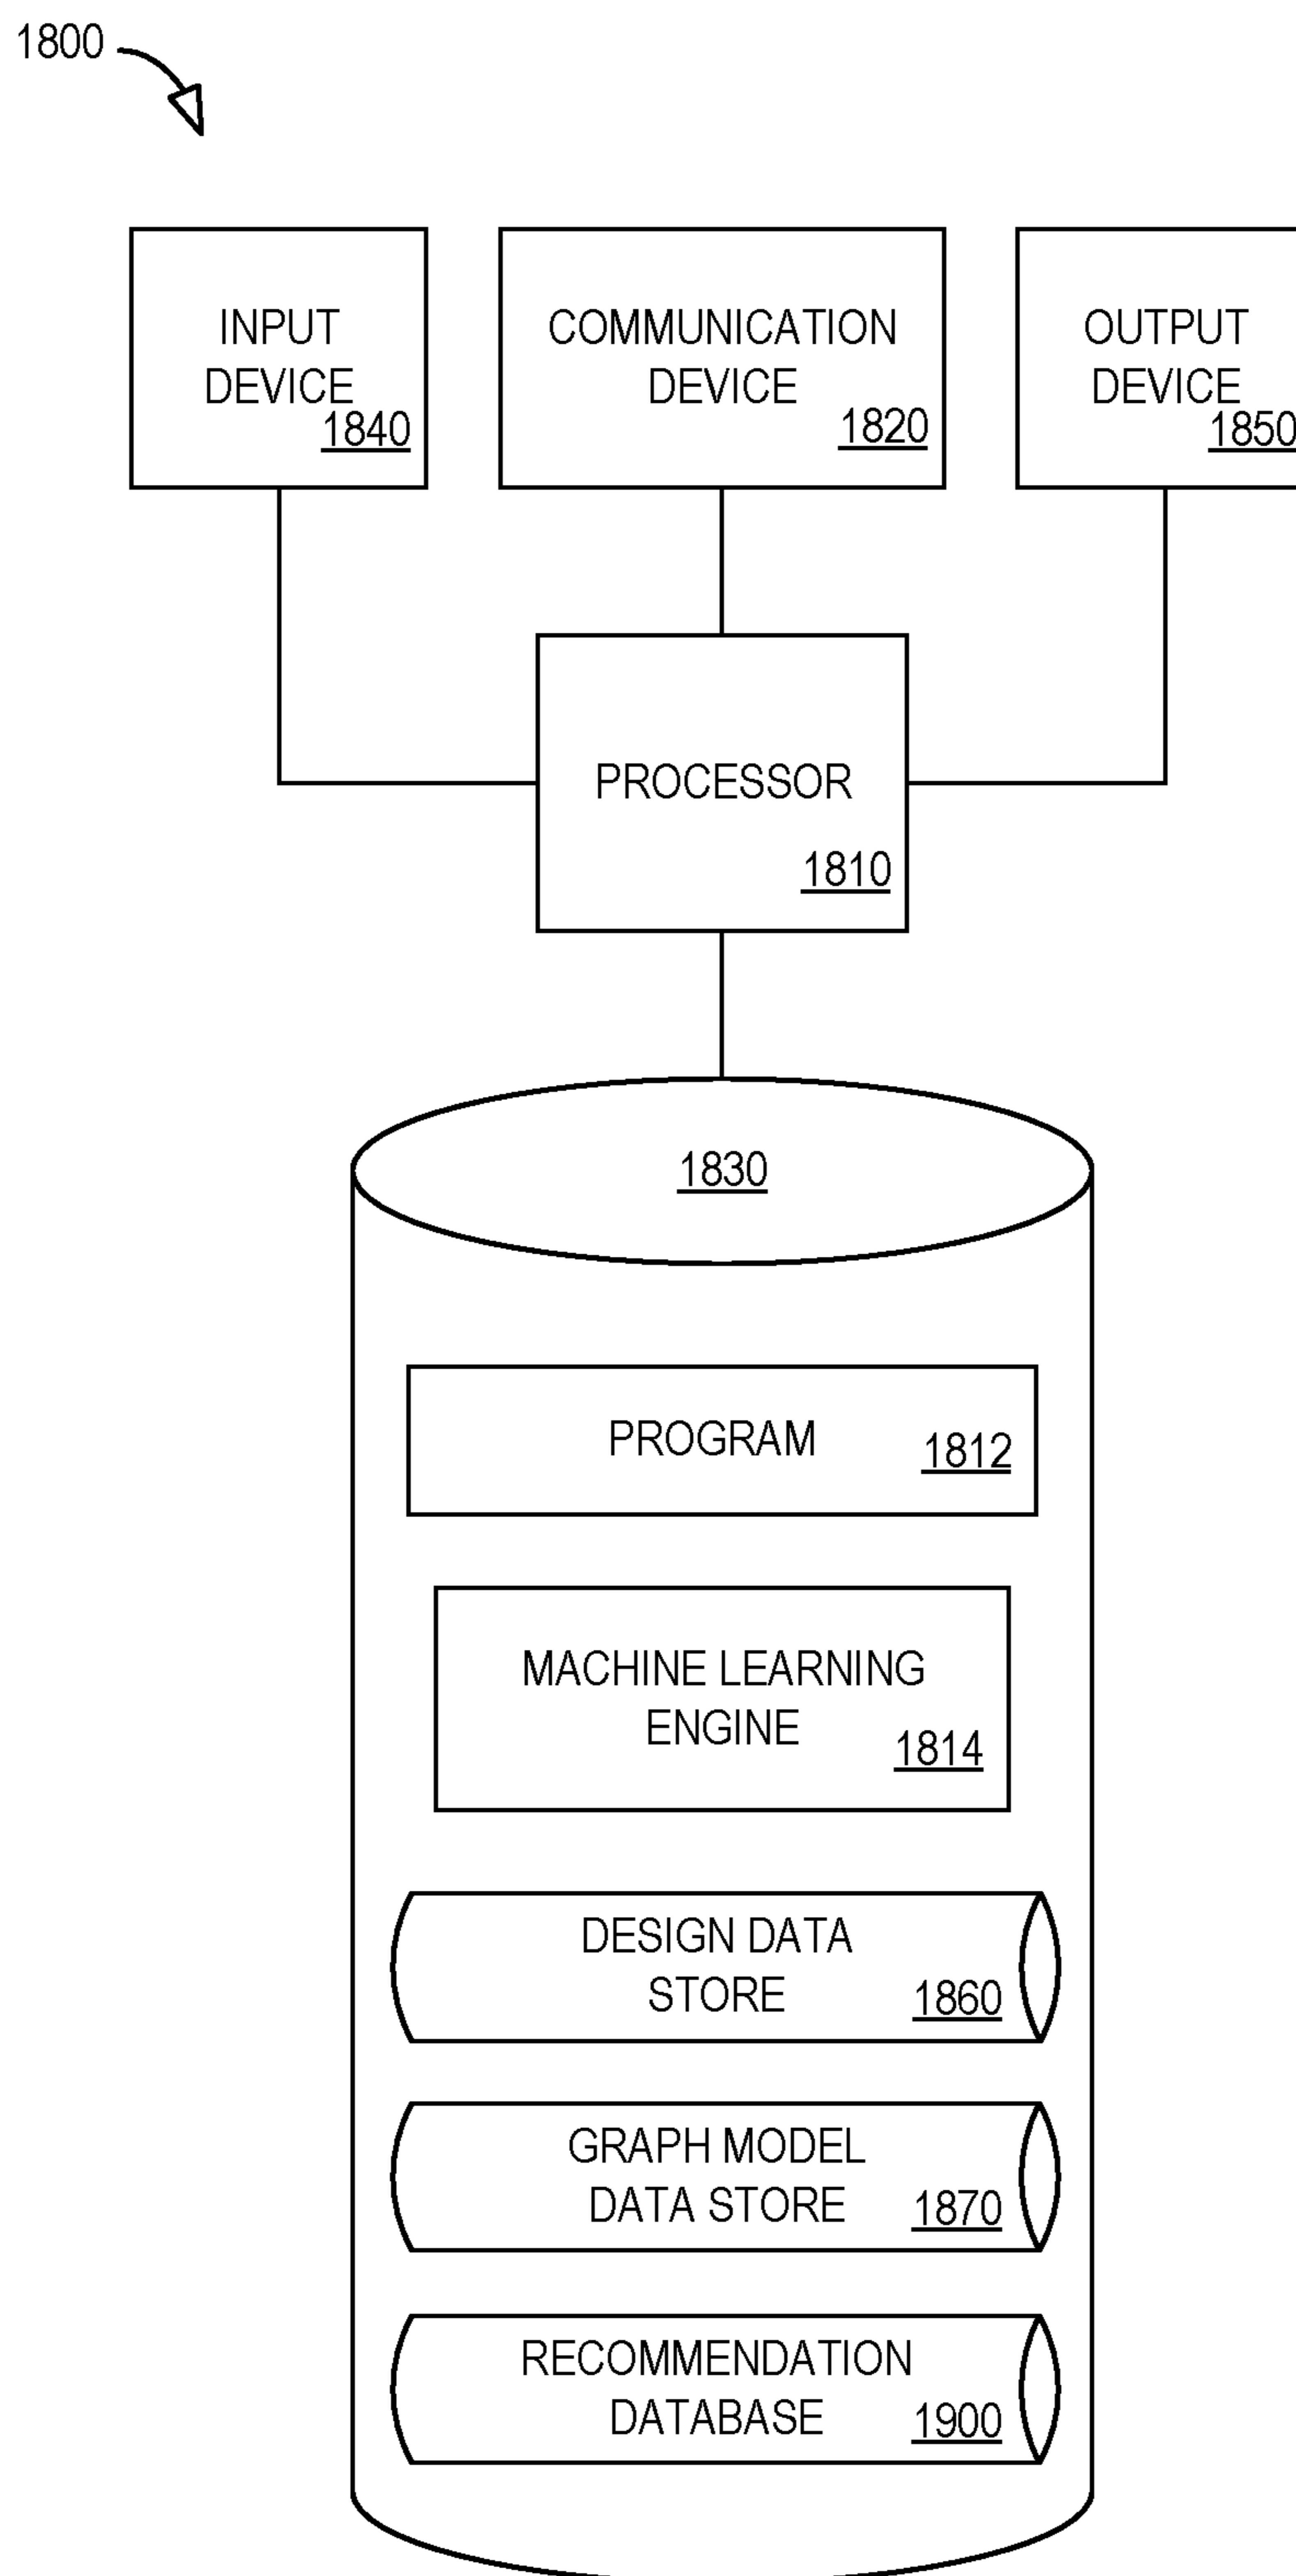 1800
INPUT
DEVICE
1840
COMMUNICATION
DEVICE
1820
OUTPUT
DEVICE
1850
PROCESSOR
1810
1830
PROGRAM
1812
MACHINE LEARNING
ENGINE
1814
DESIGN DATA
STORE
1860
GRAPH MODEL
DATA STORE
1870
RECOMMENDATION
DATABASE
1900